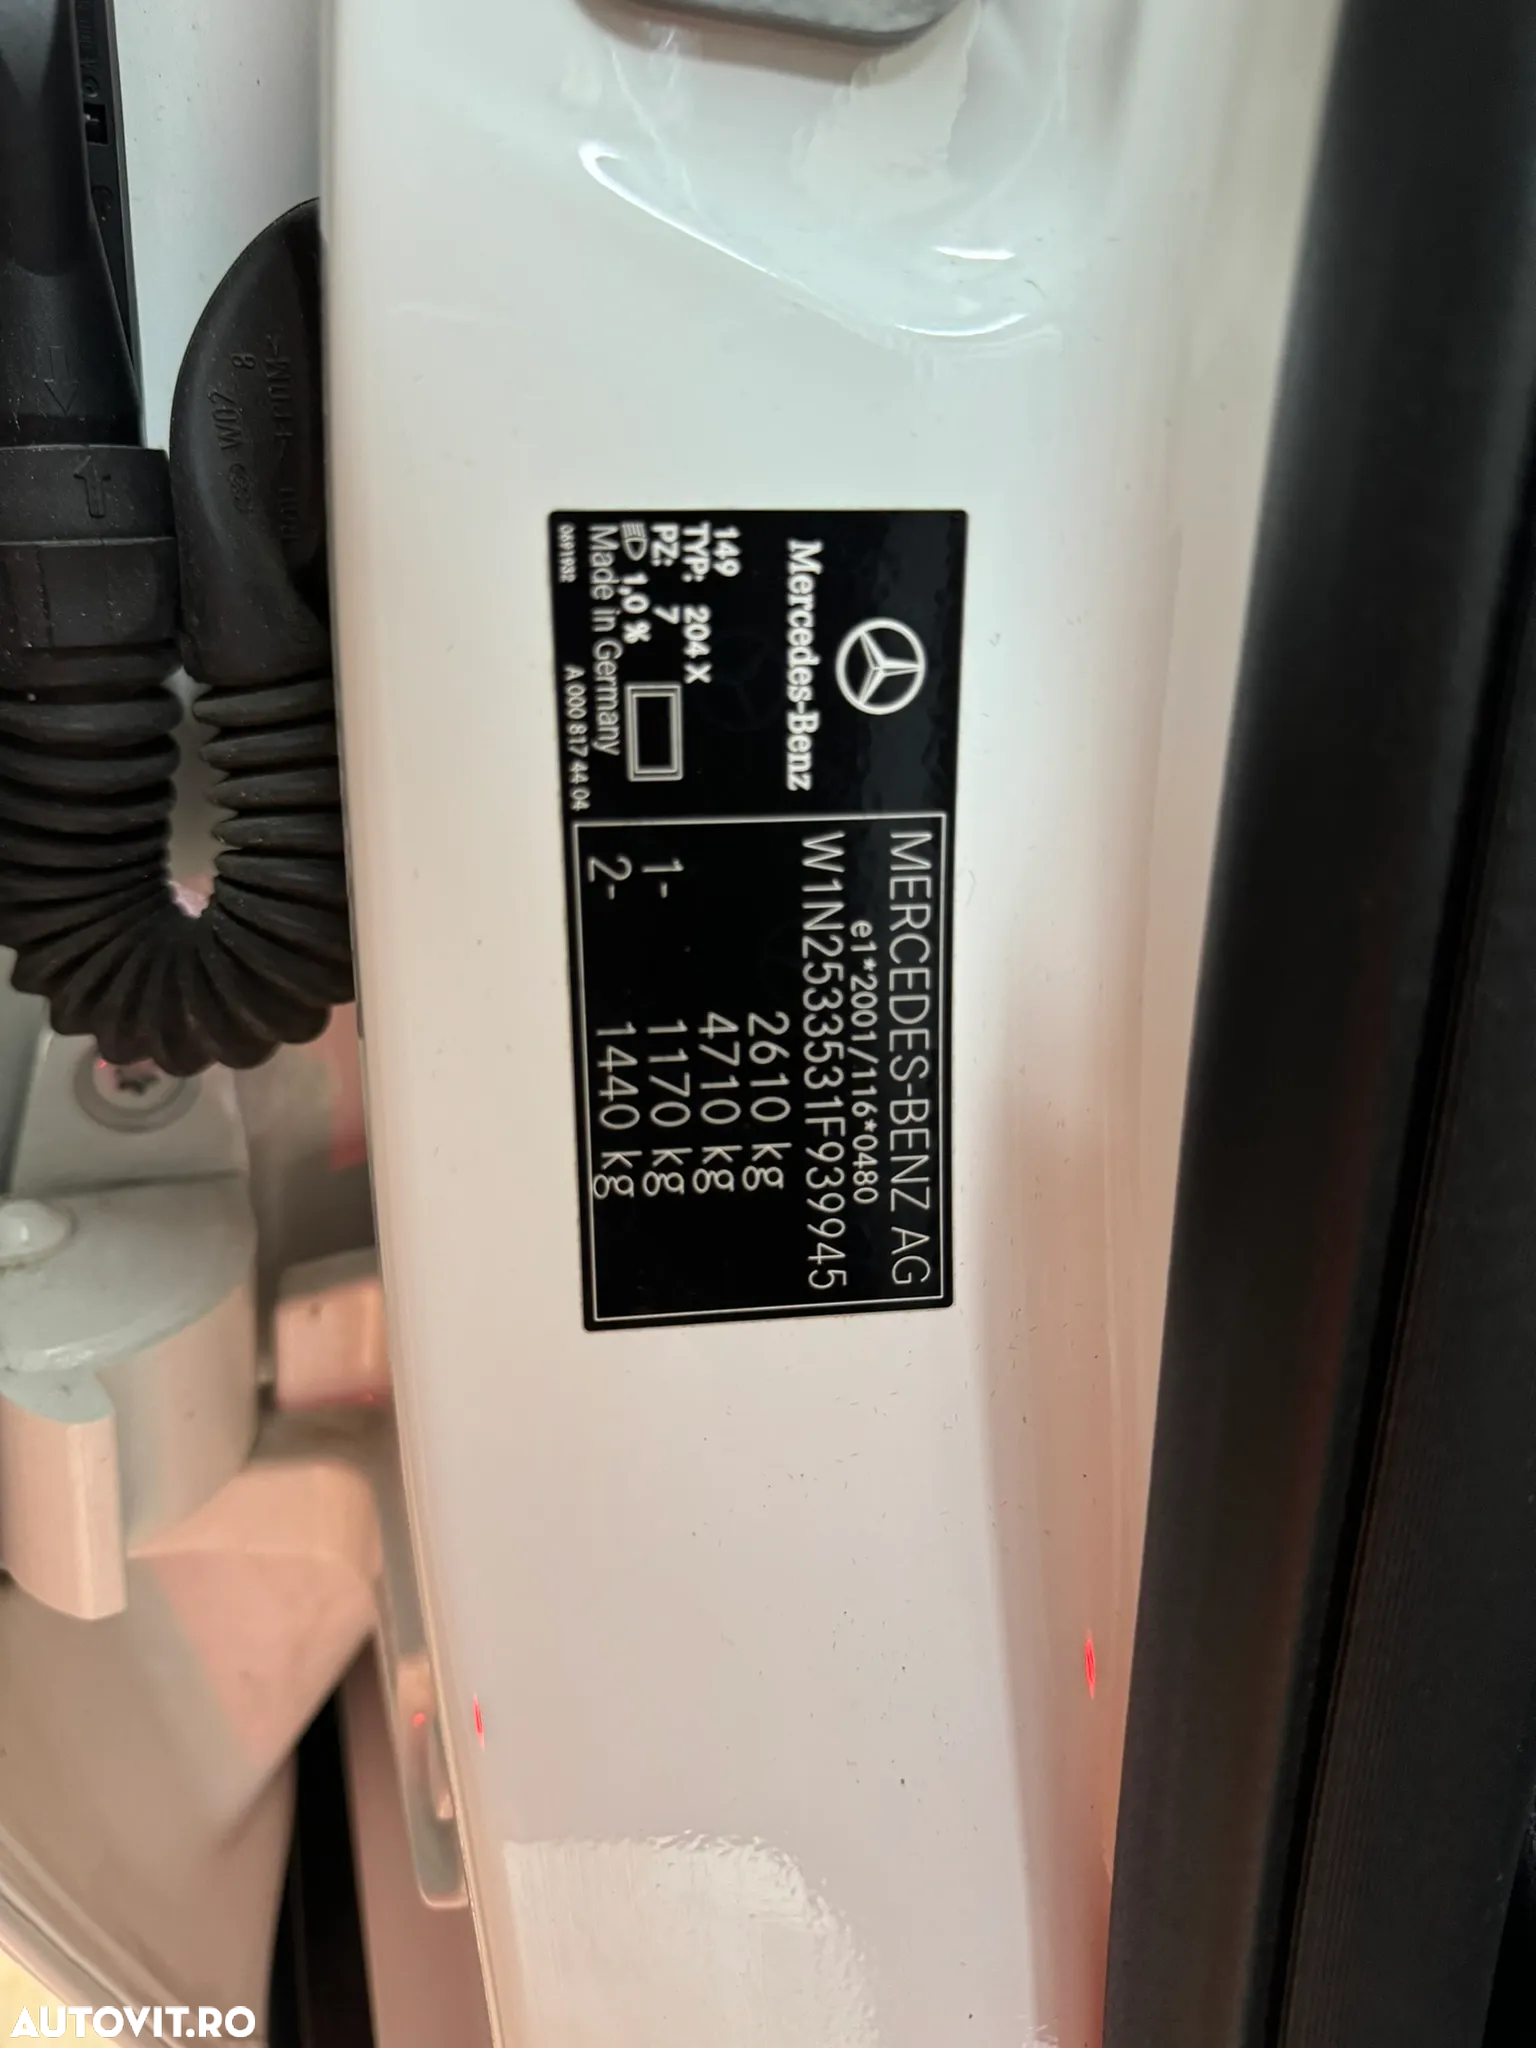 Mercedes-Benz
149
TYP: 204 X
PZ: 7
1,0 %
Made in Germany
0691932 A 000 817 44 04
MERCEDES-BENZ AG
e1*2001/116*0480
W1N2533531F939945
2610 kg
4710 kg
1- 1170 kg
2- 1440 kg
AUTOVIT.RO